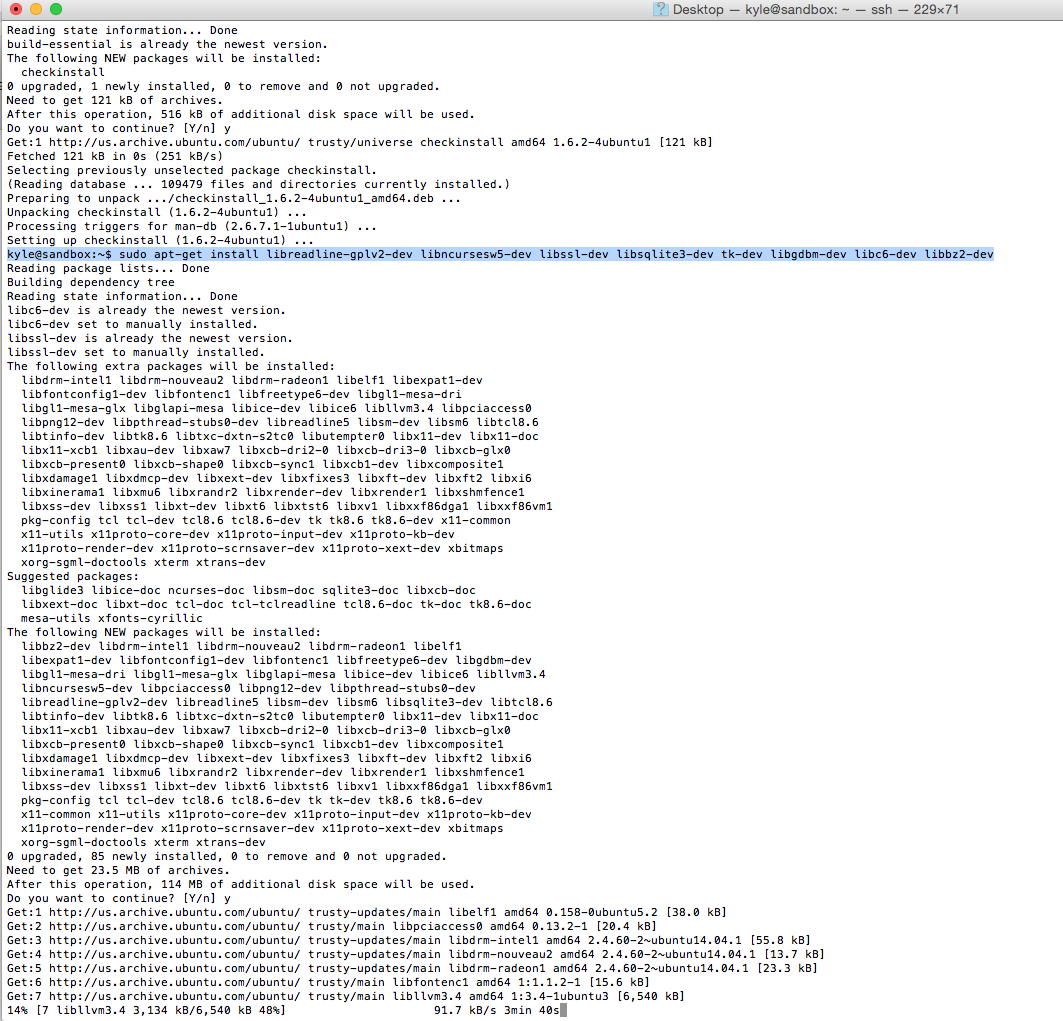 Desktop — kyle@sandbox: ~ — ssh — 229×71
Reading state information... Done
build-essential is already the newest version.
The following NEW packages will be installed:
  checkinstall
0 upgraded, 1 newly installed, 0 to remove and 0 not upgraded.
Need to get 121 kB of archives.
After this operation, 516 kB of additional disk space will be used.
Do you want to continue? [Y/n] y
Get:1 http://us.archive.ubuntu.com/ubuntu/ trusty/universe checkinstall amd64 1.6.2-4ubuntu1 [121 kB]
Fetched 121 kB in 0s (251 kB/s)
Selecting previously unselected package checkinstall.
(Reading database ... 109479 files and directories currently installed.)
Preparing to unpack .../checkinstall_1.6.2-4ubuntu1_amd64.deb ...
Unpacking checkinstall (1.6.2-4ubuntu1) ...
Processing triggers for man-db (2.6.7.1-1ubuntu1) ...
Setting up checkinstall (1.6.2-4ubuntu1) ...
kyle@sandbox:~$ sudo apt-get install libreadline-gplv2-dev libncursesw5-dev libssl-dev libsqlite3-dev tk-dev libgdbm-dev libc6-dev libbz2-dev
Reading package lists... Done
Building dependency tree
Reading state information... Done
libc6-dev is already the newest version.
libc6-dev set to manually installed.
libssl-dev is already the newest version.
libssl-dev set to manually installed.
The following extra packages will be installed:
  libdrm-intel1 libdrm-nouveau2 libdrm-radeon1 libelf1 libexpat1-dev
  libfontconfig1-dev libfontenc1 libfreetype6-dev libgl1-mesa-dri
  libgl1-mesa-glx libglapi-mesa libice-dev libice6 libllvm3.4 libpciaccess0
  libpng12-dev libpthread-stubs0-dev libreadline5 libsm-dev libsm6 libtcl8.6
  libtinfo-dev libtk8.6 libtxc-dxtn-s2tc0 libutempter0 libx11-dev libx11-doc
  libx11-xcb1 libxau-dev libxaw7 libxcb-dri2-0 libxcb-dri3-0 libxcb-glx0
  libxcb-present0 libxcb-shape0 libxcb-sync1 libxcb1-dev libxcomposite1
  libxdamage1 libxdmcp-dev libxext-dev libxfixes3 libxft-dev libxft2 libxi6
  libxinerama1 libxmu6 libxrandr2 libxrender-dev libxrender1 libxshmfence1
  libxss-dev libxss1 libxt-dev libxt6 libxtst6 libxv1 libxxf86dga1 libxxf86vm1
  pkg-config tcl tcl-dev tcl8.6 tcl8.6-dev tk tk8.6 tk8.6-dev x11-common
  x11-utils x11proto-core-dev x11proto-input-dev x11proto-kb-dev
  x11proto-render-dev x11proto-scrnsaver-dev x11proto-xext-dev xbitmaps
  xorg-sgml-doctools xterm xtrans-dev
Suggested packages:
  libglide3 libice-doc ncurses-doc libsm-doc sqlite3-doc libxcb-doc
  libxext-doc libxt-doc tcl-doc tcl-tclreadline tcl8.6-doc tk-doc tk8.6-doc
  mesa-utils xfonts-cyrillic
The following NEW packages will be installed:
  libbz2-dev libdrm-intel1 libdrm-nouveau2 libdrm-radeon1 libelf1
  libexpat1-dev libfontconfig1-dev libfontenc1 libfreetype6-dev libgdbm-dev
  libgl1-mesa-dri libgl1-mesa-glx libglapi-mesa libice-dev libice6 libllvm3.4
  libncursesw5-dev libpciaccess0 libpng12-dev libpthread-stubs0-dev
  libreadline-gplv2-dev libreadline5 libsm-dev libsm6 libsqlite3-dev libtcl8.6
  libtinfo-dev libtk8.6 libtxc-dxtn-s2tc0 libutempter0 libx11-dev libx11-doc
  libx11-xcb1 libxau-dev libxaw7 libxcb-dri2-0 libxcb-dri3-0 libxcb-glx0
  libxcb-present0 libxcb-shape0 libxcb-sync1 libxcb1-dev libxcomposite1
  libxdamage1 libxdmcp-dev libxext-dev libxfixes3 libxft-dev libxft2 libxi6
  libxinerama1 libxmu6 libxrandr2 libxrender-dev libxrender1 libxshmfence1
  libxss-dev libxss1 libxt-dev libxt6 libxtst6 libxv1 libxxf86dga1 libxxf86vm1
  pkg-config tcl tcl-dev tcl8.6 tcl8.6-dev tk tk-dev tk8.6 tk8.6-dev
  x11-common x11-utils x11proto-core-dev x11proto-input-dev x11proto-kb-dev
  x11proto-render-dev x11proto-scrnsaver-dev x11proto-xext-dev xbitmaps
  xorg-sgml-doctools xterm xtrans-dev
0 upgraded, 85 newly installed, 0 to remove and 0 not upgraded.
Need to get 23.5 MB of archives.
After this operation, 114 MB of additional disk space will be used.
Do you want to continue? [Y/n] y
Get:1 http://us.archive.ubuntu.com/ubuntu/ trusty-updates/main libelf1 amd64 0.158-0ubuntu5.2 [38.0 kB]
Get:2 http://us.archive.ubuntu.com/ubuntu/ trusty/main libpciaccess0 amd64 0.13.2-1 [20.4 kB]
Get:3 http://us.archive.ubuntu.com/ubuntu/ trusty-updates/main libdrm-intel1 amd64 2.4.60-2~ubuntu14.04.1 [55.8 kB]
Get:4 http://us.archive.ubuntu.com/ubuntu/ trusty-updates/main libdrm-nouveau2 amd64 2.4.60-2~ubuntu14.04.1 [13.7 kB]
Get:5 http://us.archive.ubuntu.com/ubuntu/ trusty-updates/main libdrm-radeon1 amd64 2.4.60-2~ubuntu14.04.1 [23.3 kB]
Get:6 http://us.archive.ubuntu.com/ubuntu/ trusty/main libfontenc1 amd64 1:1.1.2-1 [15.6 kB]
Get:7 http://us.archive.ubuntu.com/ubuntu/ trusty/main libllvm3.4 amd64 1:3.4-1ubuntu3 [6,540 kB]
14% [7 libllvm3.4 3,134 kB/6,540 kB 48%] 91.7 kB/s 3min 40s